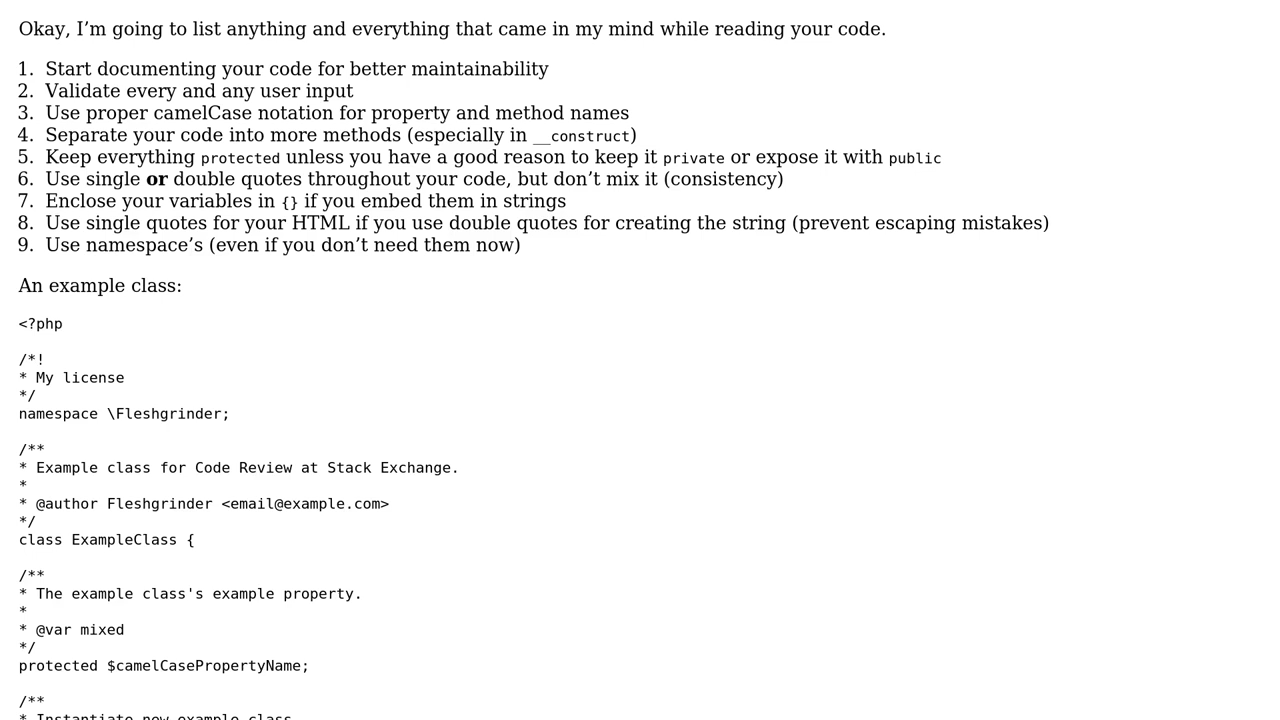 Okay, I’m going to list anything and everything that came in my mind while reading your code.
1. Start documenting your code for better maintainability
2. Validate every and any user input
3. Use proper camelCase notation for property and method names
4. Separate your code into more methods (especially in __construct)
5. Keep everything protected unless you have a good reason to keep it private or expose it with public
6. Use single or double quotes throughout your code, but don’t mix it (consistency)
7. Enclose your variables in {} if you embed them in strings
8. Use single quotes for your HTML if you use double quotes for creating the string (prevent escaping mistakes)
9. Use namespace’s (even if you don’t need them now)
An example class:
<?php
/*!
* My license
*/
namespace \Fleshgrinder;
/**
* Example class for Code Review at Stack Exchange.
*
* @author Fleshgrinder <email@example.com>
*/
class ExampleClass {
/**
* The example class's example property.
*
* @var mixed
*/
protected $camelCasePropertyName;
/**
* Instantiate new example class.